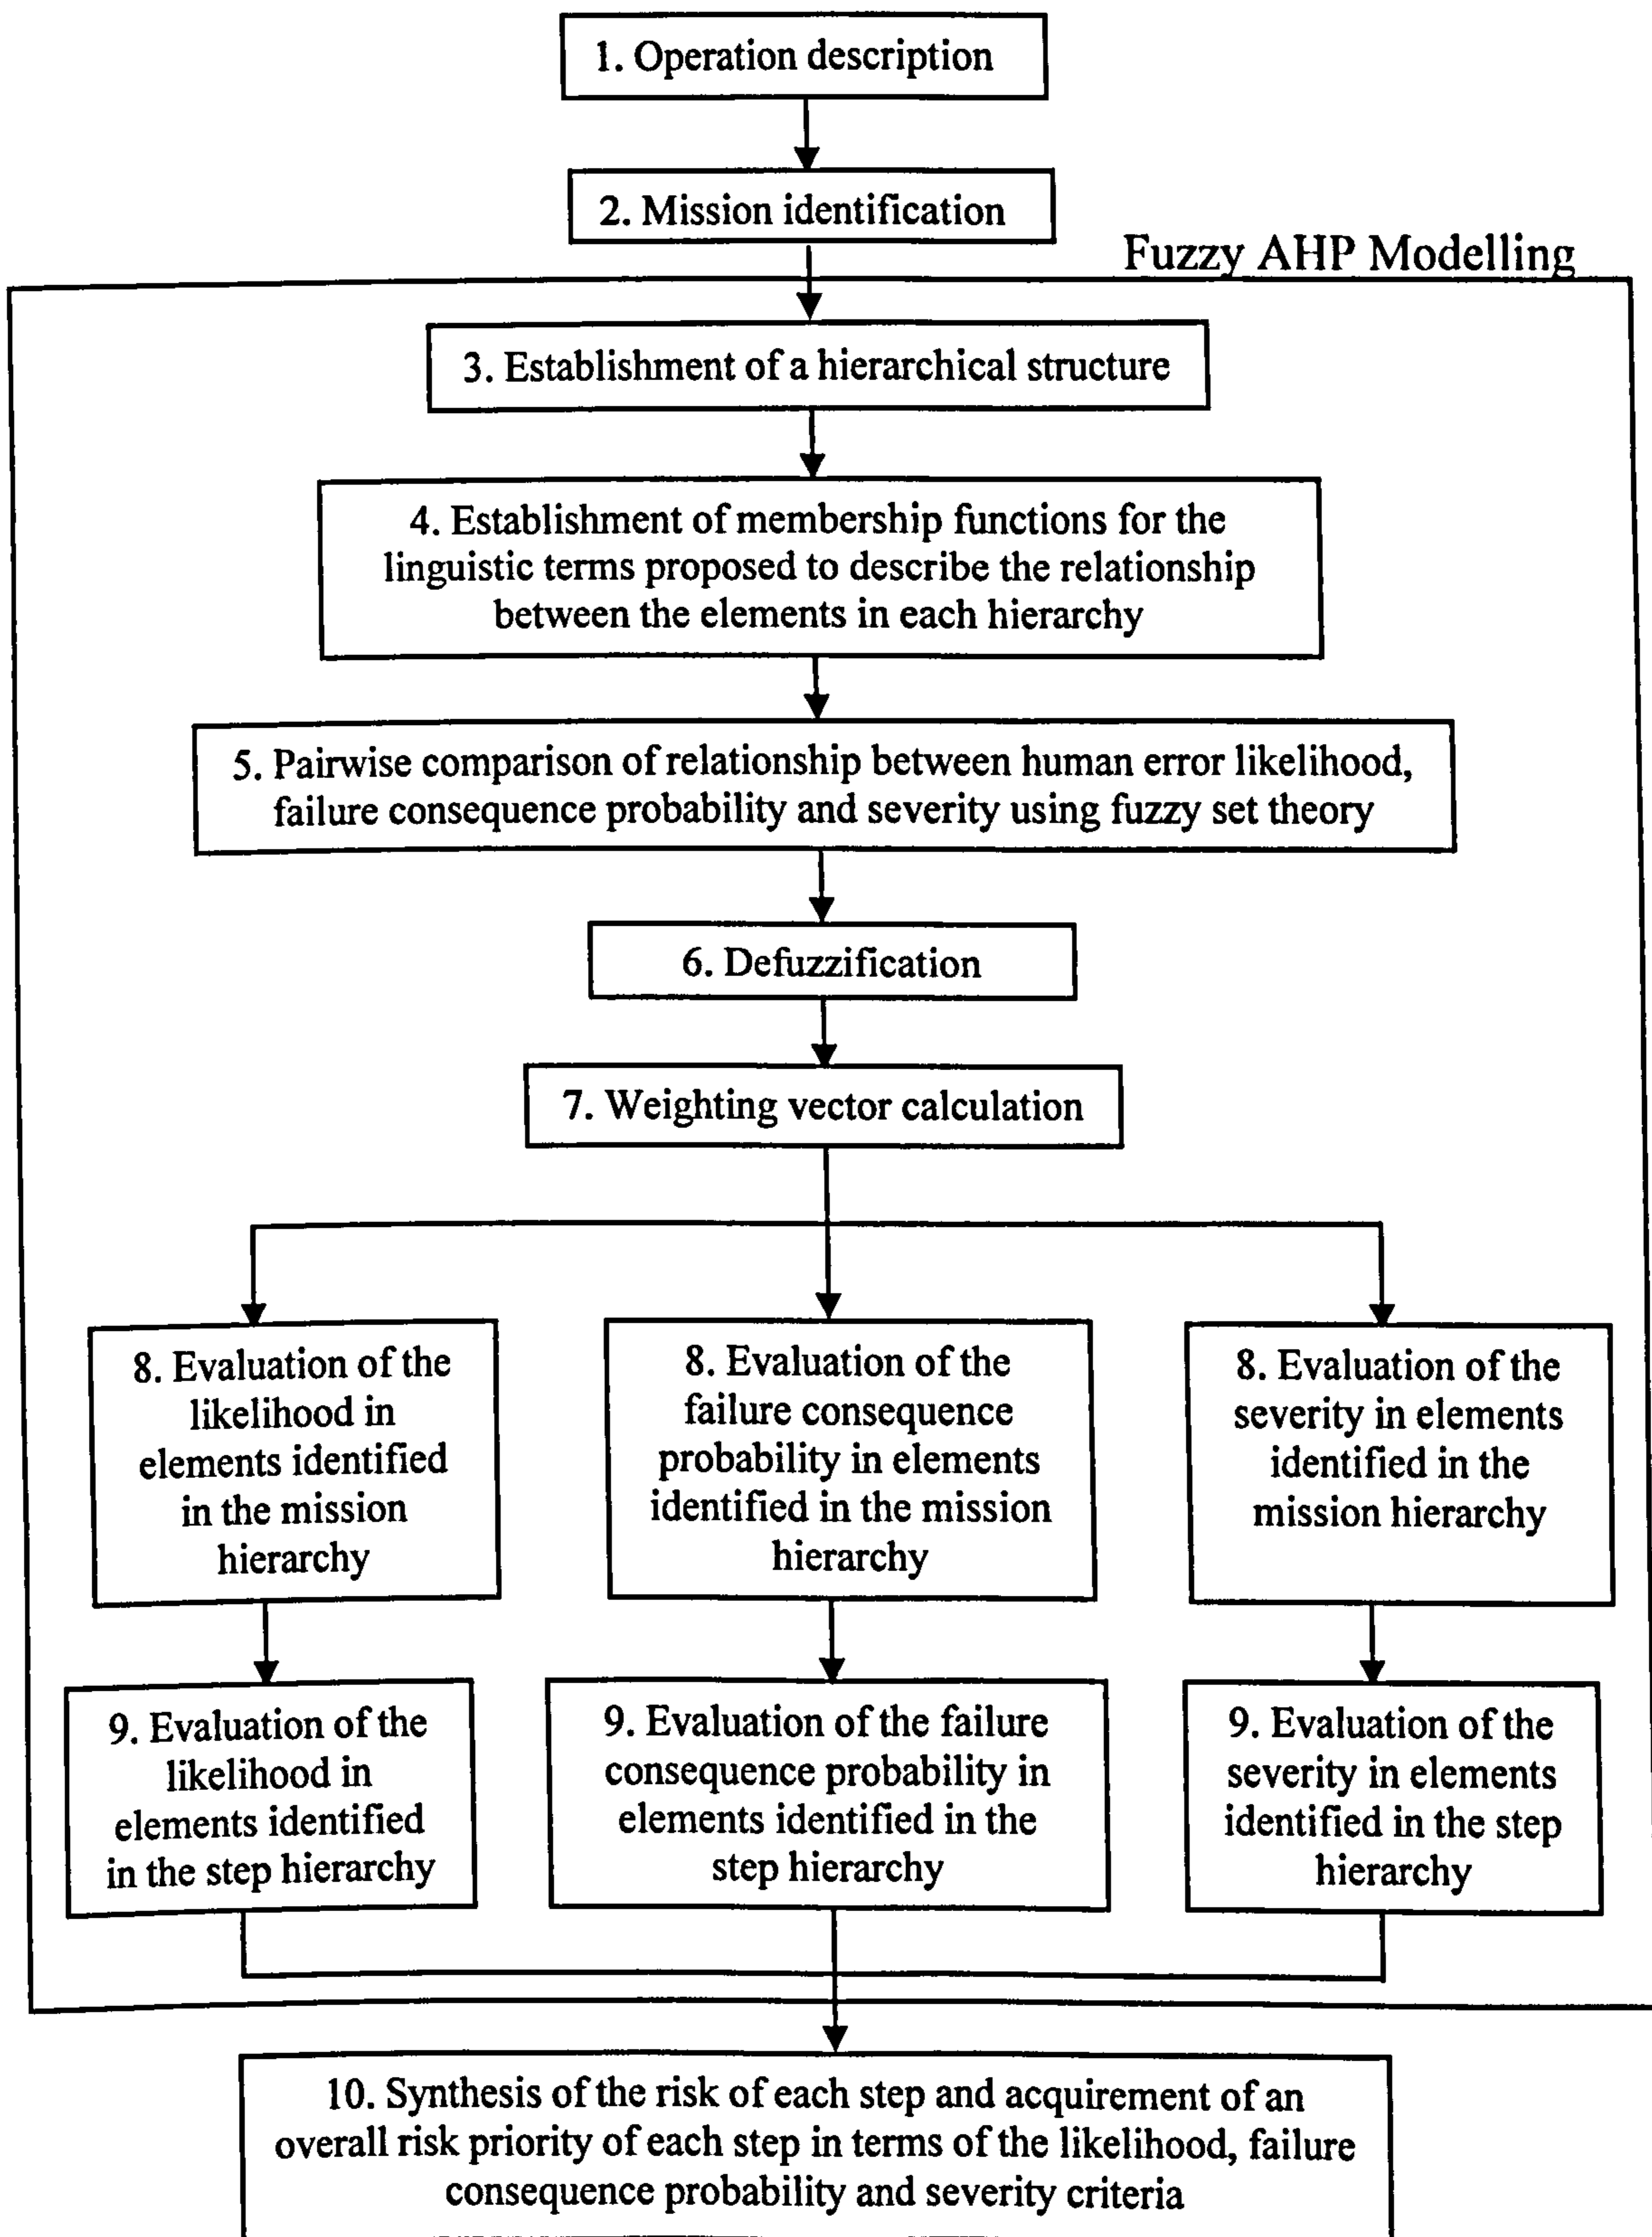 1. Operation description
2. Mission identification
Fuzzy AHP Modelling
3. Establishment of a hierarchical structure
4. Establishment of membership functions for the
linguistic terms proposed to describe the relationship
between the elements in each hierarchy
5. Pairwise comparison of relationship between human error likelihood,
failure consequence probability and severity using fuzzy set theory
6. Defuzzification
7. Weighting vector calculation
8. Evaluation of the
likelihood in
elements identified
in the mission
hierarchy
8. Evaluation of the
failure consequence
probability in elements
identified in the mission
hierarchy
8. Evaluation of the
severity in elements
identified in the
mission hierarchy
9. Evaluation of the
likelihood in
elements identified
in the step hierarchy
9. Evaluation of the failure
consequence probability in
elements identified in the
step hierarchy
9. Evaluation of the
severity in elements
identified in the step
hierarchy
10. Synthesis of the risk of each step and acquirement of an
overall risk priority of each step in terms of the likelihood, failure
consequence probability and severity criteria